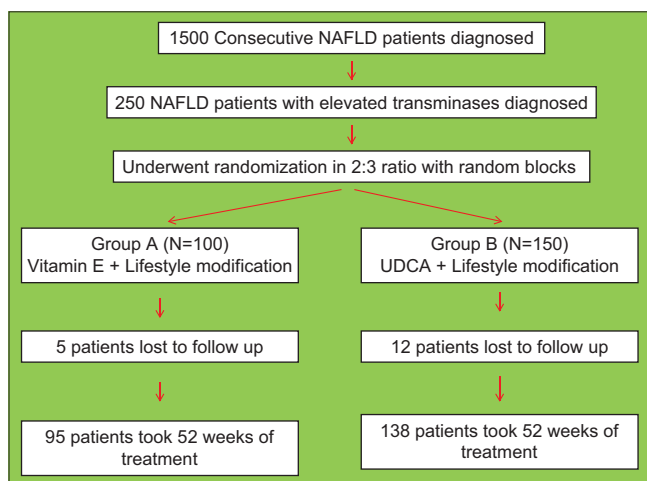 1500 Consecutive NAFLD patients diagnosed
250 NAFLD patients with elevated transminases diagnosed
Underwent randomization in 2:3 ratio with random blocks
Group A (N=100)
Vitamin E + Lifestyle modification
Group B (N=150)
UDCA + Lifestyle modification
5 patients lost to follow up
12 patients lost to follow up
95 patients took 52 weeks of
treatment
138 patients took 52 weeks of
treatment